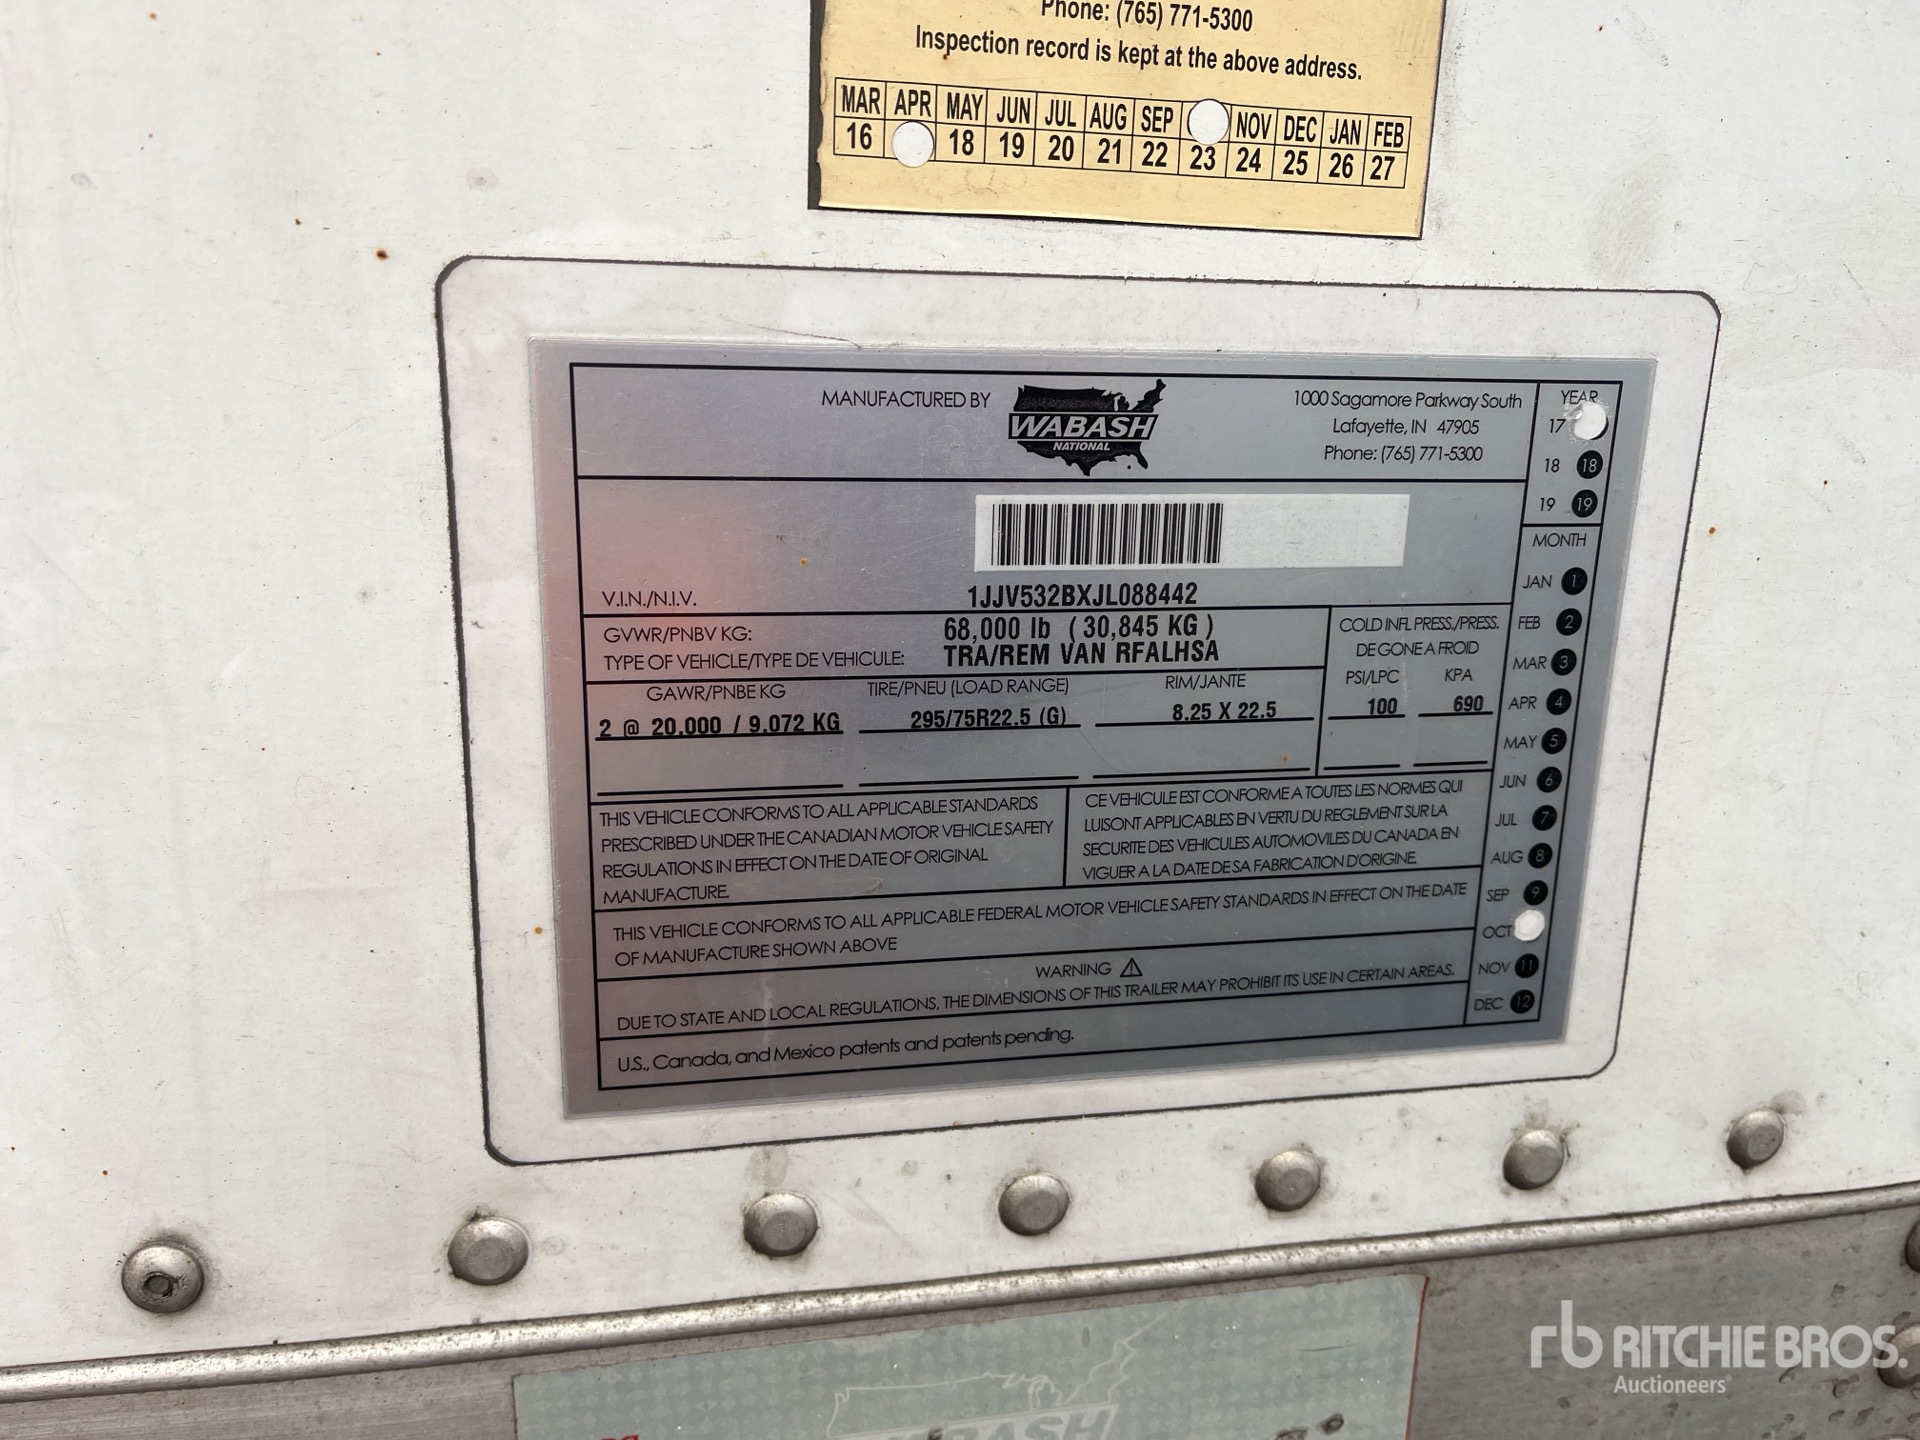 Phone: (765) 771-5300
Inspection record is kept at the above address.
MAR APR MAY JUN JUL AUG SEP NOV DEC JAN FEB
16 18 19 20 21 22 23 24 25 26 27
MANUFACTURED BY
WABASH
NATIONAL
1000 Sagamore Parkway South
Lafayette, IN 47905
Phone: (765) 771-5300
YEAR
17
18 18
19 19
MONTH
JAN 1
FEB 2
MAR 3
APR 4
MAY 5
JUN 6
JUL 7
AUG 8
SEP 9
OCT
NOV 11
DEC 12
V.I.N./N.I.V. 1JJV532BXJL088442
GVWR/PNBV KG: 68,000 lb ( 30,845 KG )
TYPE OF VEHICLE/TYPE DE VEHICULE: TRA/REM VAN RFALHSA
COLD INFL PRESS./PRESS.
DE GONE A FROID
GAWR/PNBE KG TIRE/PNEU (LOAD RANGE) RIM/JANTE PSI/LPC KPA
2 @ 20,000 / 9,072 KG 295/75R22.5 (G) 8.25 X 22.5 100 690
THIS VEHICLE CONFORMS TO ALL APPLICABLE STANDARDS
PRESCRIBED UNDER THE CANADIAN MOTOR VEHICLE SAFETY
REGULATIONS IN EFFECT ON THE DATE OF ORIGINAL
MANUFACTURE.
CE VEHICULE EST CONFORME A TOUTES LES NORMES QUI
LUI SONT APPLICABLES EN VERTU DU REGLEMENT SUR LA
SECURITE DES VEHICULES AUTOMOVILES DU CANADA EN
VIGUER A LA DATE DE SA FABRICATION D'ORIGINE.
THIS VEHICLE CONFORMS TO ALL APPLICABLE FEDERAL MOTOR VEHICLE SAFETY STANDARDS IN EFFECT ON THE DATE
OF MANUFACTURE SHOWN ABOVE
WARNING
DUE TO STATE AND LOCAL REGULATIONS, THE DIMENSIONS OF THIS TRAILER MAY PROHIBIT ITS USE IN CERTAIN AREAS.
U.S., Canada, and Mexico patents and patents pending.
rb RITCHIE BROS.
Auctioneers
WABASH